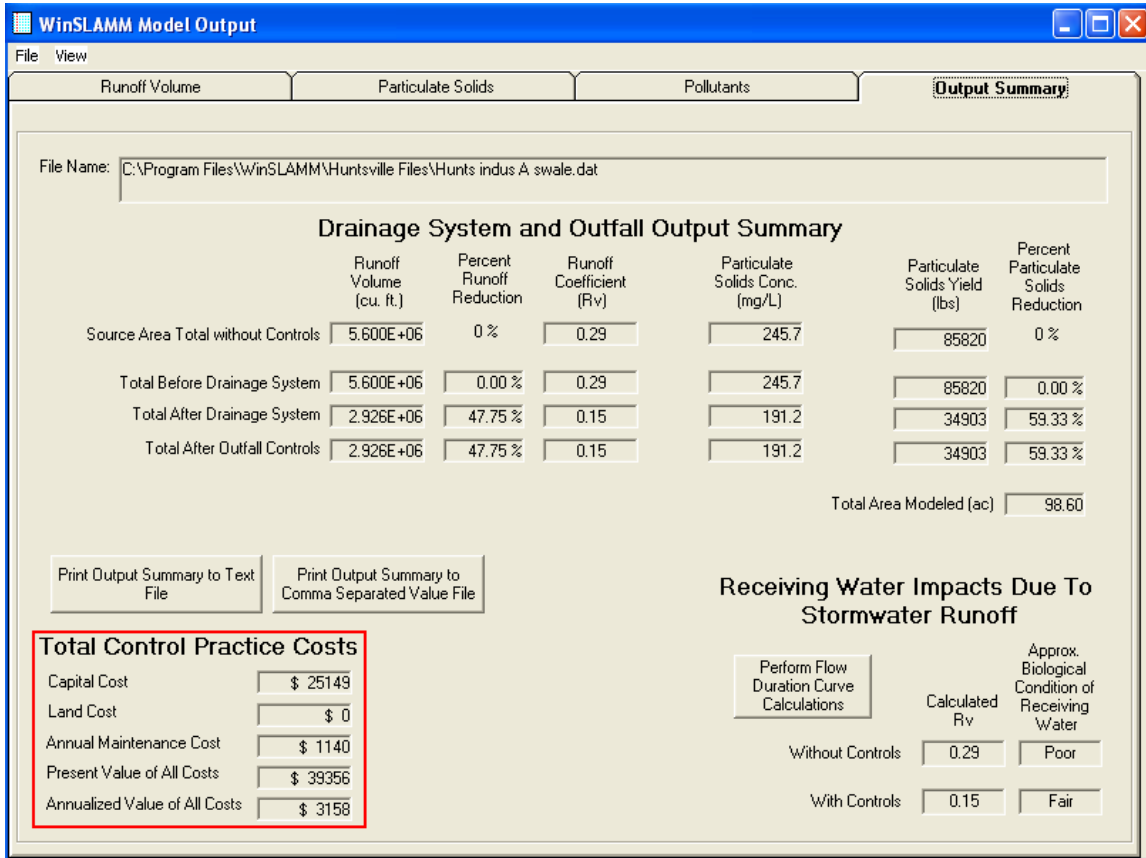 WinSLAMM Model Output
File View
Runoff Volume Particulate Solids Pollutants Output Summary
File Name: C:\Program Files\WinSLAMM\Huntsville Files\Hunts indus A swale.dat
Drainage System and Outfall Output Summary
Runoff Volume (cu. ft.) Percent Runoff Reduction Runoff Coefficient (Rv) Particulate Solids Conc. (mg/L) Particulate Solids Yield (lbs) Percent Particulate Solids Reduction
Source Area Total without Controls 5.600E+06 0 % 0.29 245.7 85820 0 %
Total Before Drainage System 5.600E+06 0.00 % 0.29 245.7 85820 0.00 %
Total After Drainage System 2.926E+06 47.75 % 0.15 191.2 34903 59.33 %
Total After Outfall Controls 2.926E+06 47.75 % 0.15 191.2 34903 59.33 %
Total Area Modeled (ac) 98.60
Print Output Summary to Text
File
Print Output Summary to
Comma Separated Value File
Total Control Practice Costs
Capital Cost $ 25149
Land Cost $ 0
Annual Maintenance Cost $ 1140
Present Value of All Costs $ 39356
Annualized Value of All Costs $ 3158
Receiving Water Impacts Due To
Stormwater Runoff
Perform Flow
Duration Curve
Calculations
Calculated
Rv
Approx.
Biological
Condition of
Receiving
Water
Without Controls 0.29 Poor
With Controls 0.15 Fair